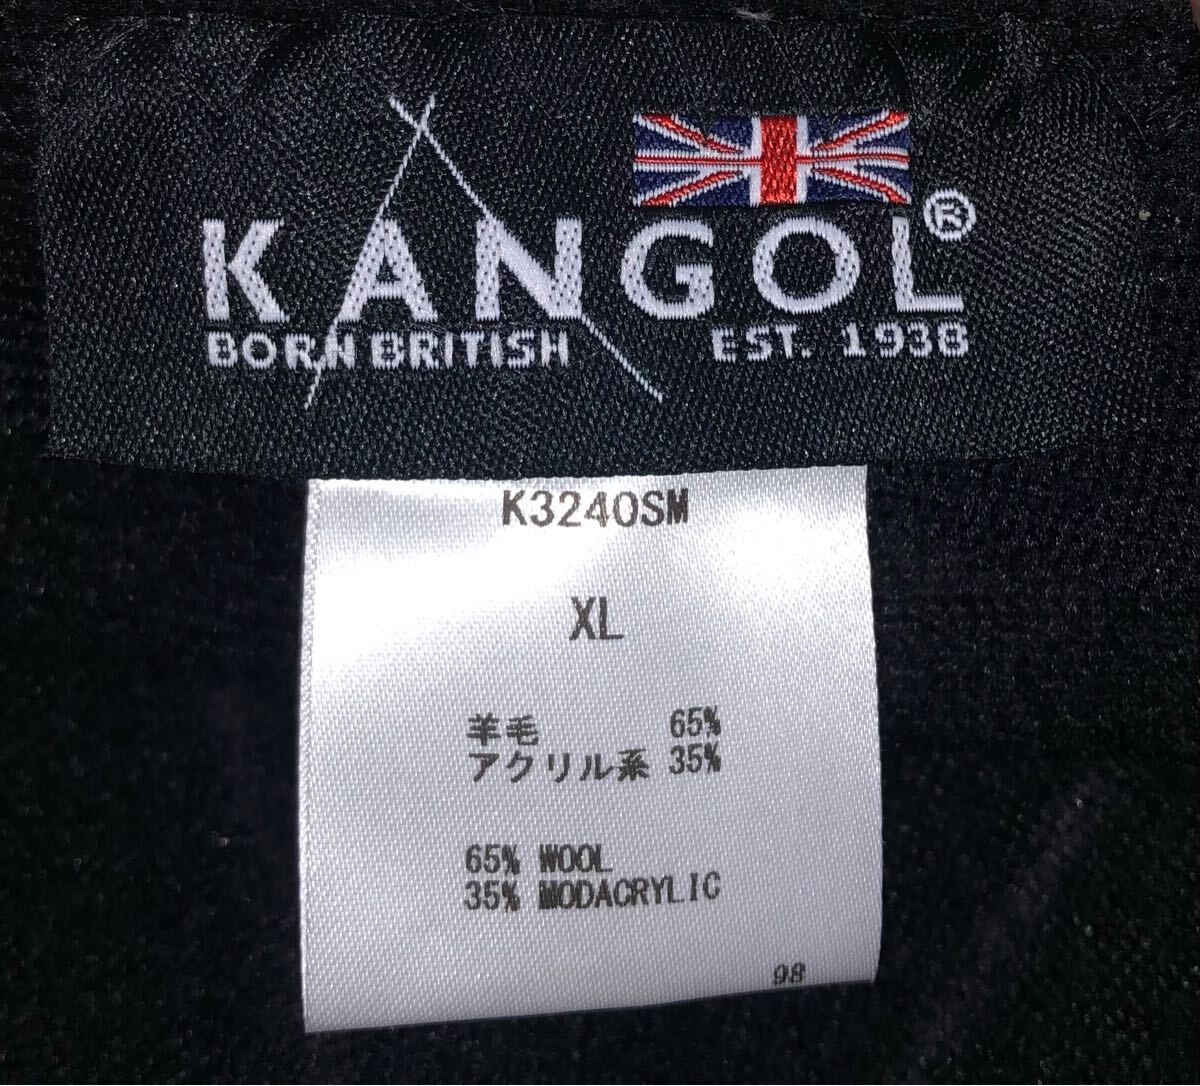 KANGOL®
BORN BRITISH EST. 1938
K3240SM
XL
羊毛 65%
アクリル系 35%
65% WOOL
35% MODACRYLIC
98